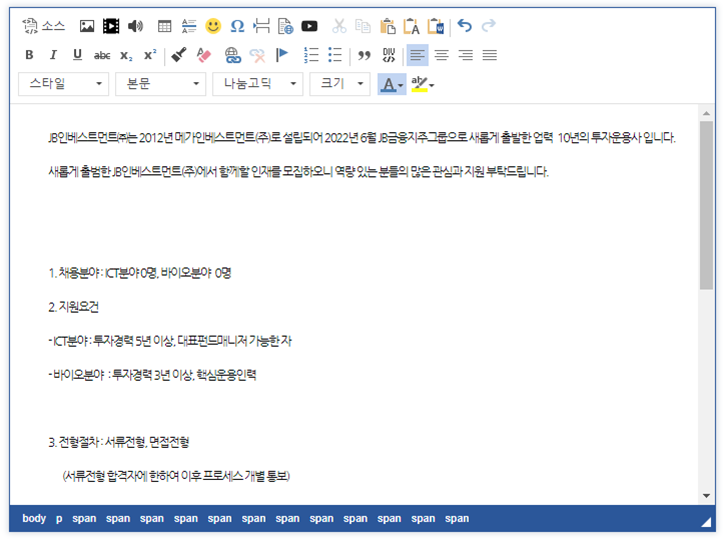 소스
B I U abc x₂ x²
스타일 본문 나눔고딕 크기 A ab
JB인베스트먼트㈜는 2012년 메가인베스트먼트(주)로 설립되어 2022년 6월 JB금융지주그룹으로 새롭게 출발한 업력 10년의 투자운용사 입니다.
새롭게 출범한 JB인베스트먼트(주)에서 함께할 인재를 모집하오니 역량 있는 분들의 많은 관심과 지원 부탁드립니다.
1. 채용분야 : ICT분야 0명, 바이오분야 0명
2. 지원요건
- ICT분야 : 투자경력 5년 이상, 대표펀드매니저 가능한 자
- 바이오분야 : 투자경력 3년 이상, 핵심운용인력
3. 전형절차 : 서류전형, 면접전형
(서류전형 합격자에 한하여 이후 프로세스 개별 통보)
body p span span span span span span span span span span span span